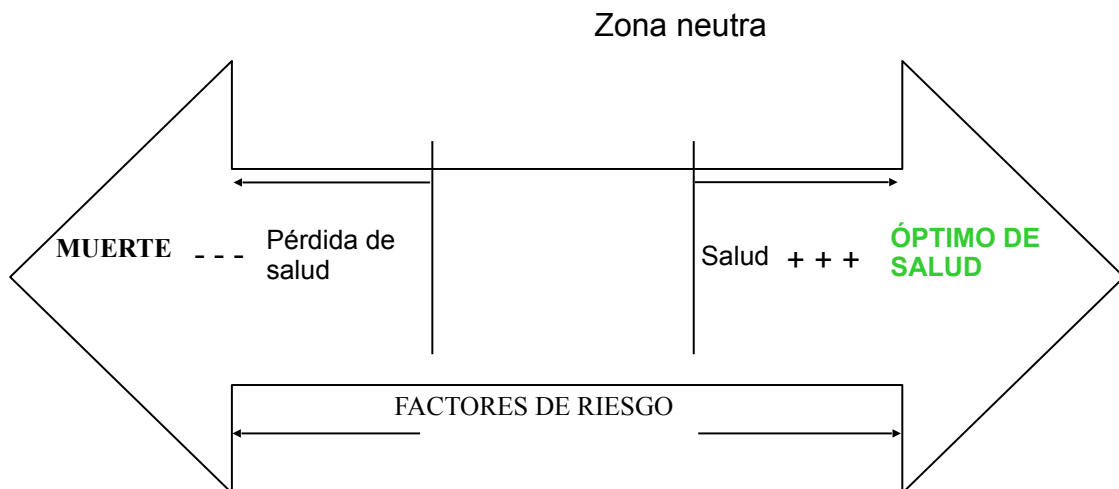 Zona neutra
MUERTE - - - Pérdida de
salud
Salud + + + ÓPTIMO DE
SALUD
FACTORES DE RIESGO